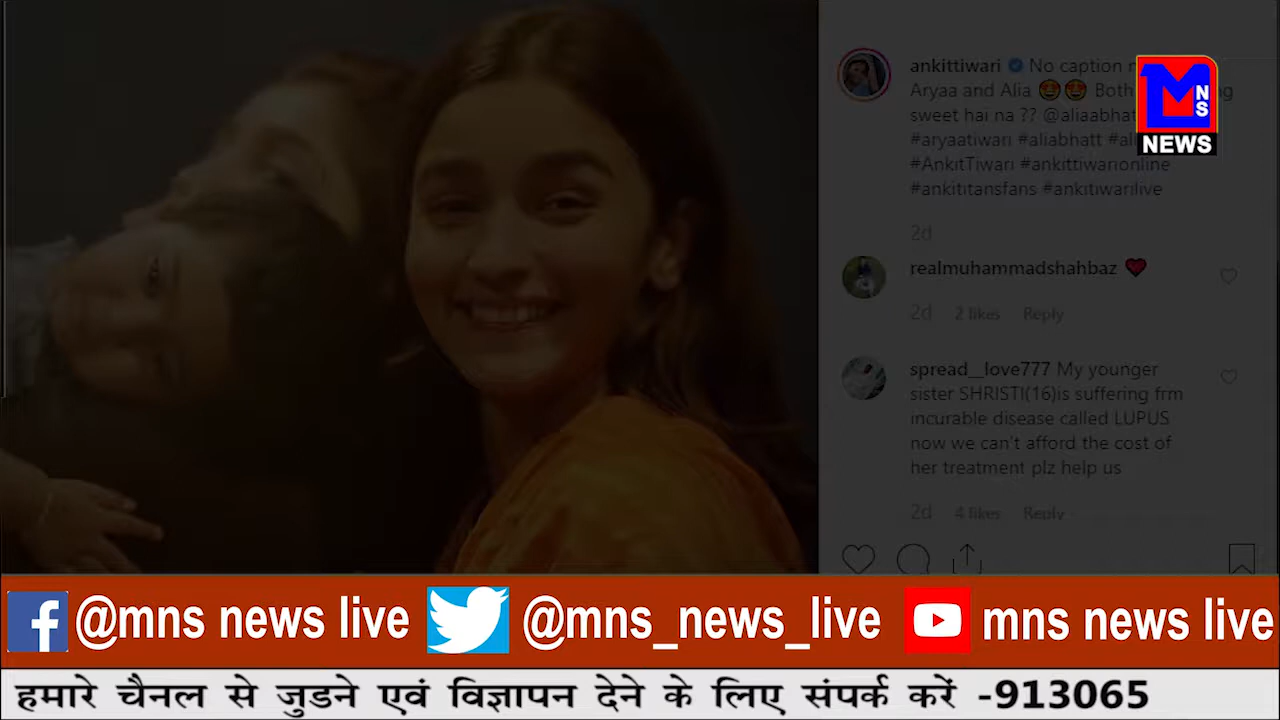 ankittiwari No caption n
Aryaa and Alia 🤩🤩 Both
sweet hai na ?? @aliaabhat
#aryaatiwari #aliabhatt #al
#AnkitTiwari #ankittiwarionline
#ankititansfans #ankitiwarilive
2d
realmuhammadshahbaz ❤️
2d 2 likes Reply
spread__love777 My younger
sister SHRISTI(16)is suffering frm
incurable disease called LUPUS
now we can't afford the cost of
her treatment plz help us
2d 4 likes Reply
MNS
NEWS
@mns news live @mns_news_live mns news live
हमारे चैनल से जुडने एवं विज्ञापन देने के लिए संपर्क करें -913065